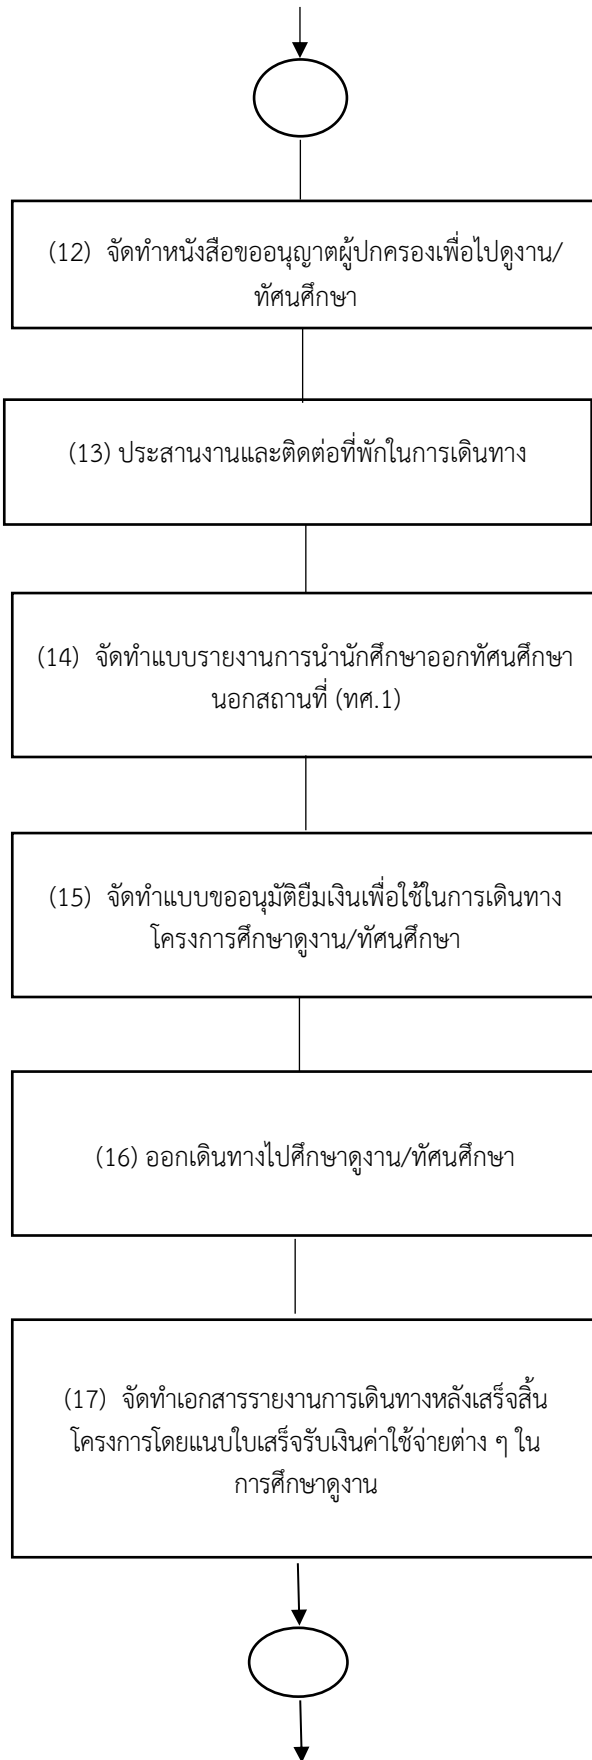 (12) จัดทำหนังสือขออนุญาตผู้ปกครองเพื่อไปดูงาน/
ทัศนศึกษา
(13) ประสานงานและติดต่อที่พักในการเดินทาง
(14) จัดทำแบบรายงานการนำนักศึกษาออกทัศนศึกษา
นอกสถานที่ (ทศ.1)
(15) จัดทำแบบขออนุมัติยืมเงินเพื่อใช้ในการเดินทาง
โครงการศึกษาดูงาน/ทัศนศึกษา
(16) ออกเดินทางไปศึกษาดูงาน/ทัศนศึกษา
(17) จัดทำเอกสารรายงานการเดินทางหลังเสร็จสิ้น
โครงการโดยแนบใบเสร็จรับเงินค่าใช้จ่ายต่าง ๆ ใน
การศึกษาดูงาน